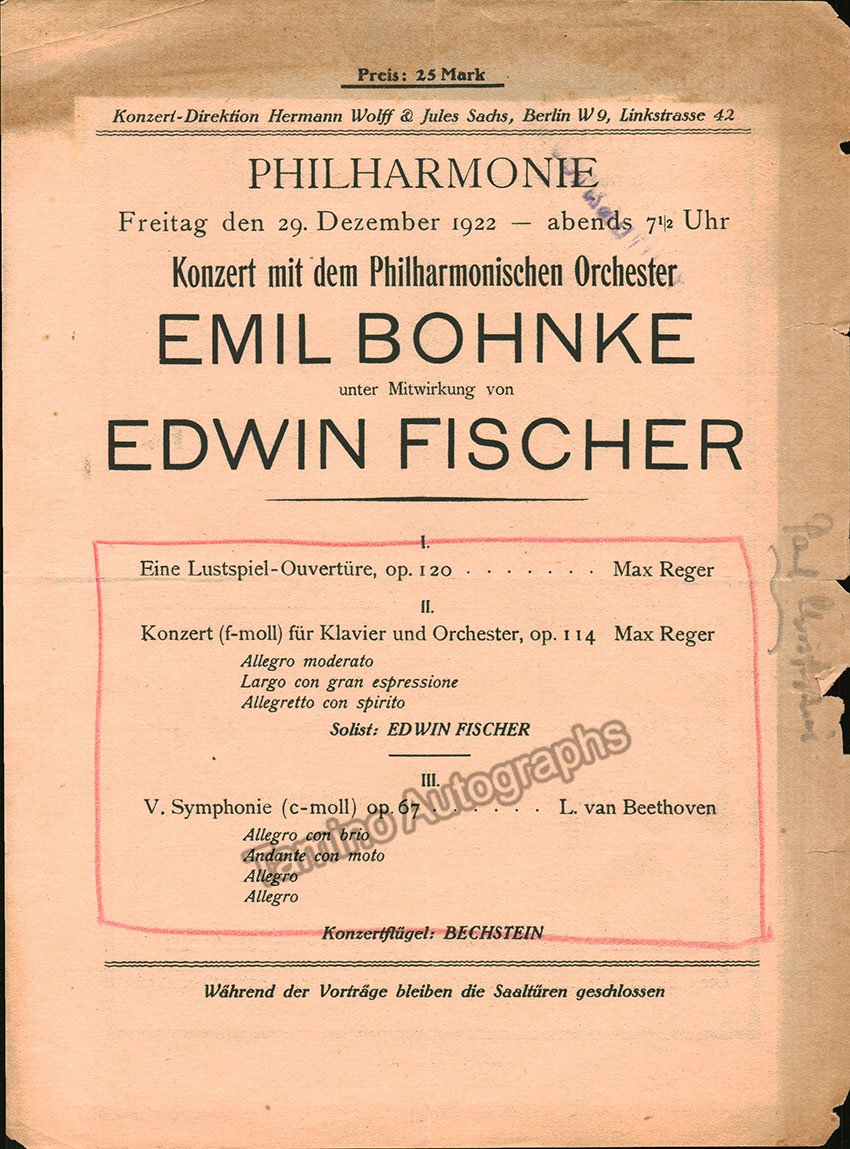 Preis: 25 Mark
Konzert-Direktion Hermann Wolff & Jules Sachs, Berlin W 9, Linkstrasse 42
PHILHARMONIE
Freitag den 29. Dezember 1922 — abends 7 1/2 Uhr
Konzert mit dem Philharmonischen Orchester
EMIL BOHNKE
unter Mitwirkung von
EDWIN FISCHER
I.
Eine Lustspiel-Ouvertüre, op. 120 . . . . . . . Max Reger
II.
Konzert (f-moll) für Klavier und Orchester, op. 114 Max Reger
Allegro moderato
Largo con gran espressione
Allegretto con spirito
Solist: EDWIN FISCHER
III.
V. Symphonie (c-moll) op. 67 . . . . . . L. van Beethoven
Allegro con brio
Andante con moto
Allegro
Allegro
Konzertflügel: BECHSTEIN
Während der Vorträge bleiben die Saaltüren geschlossen
Tamino Autographs
Paul